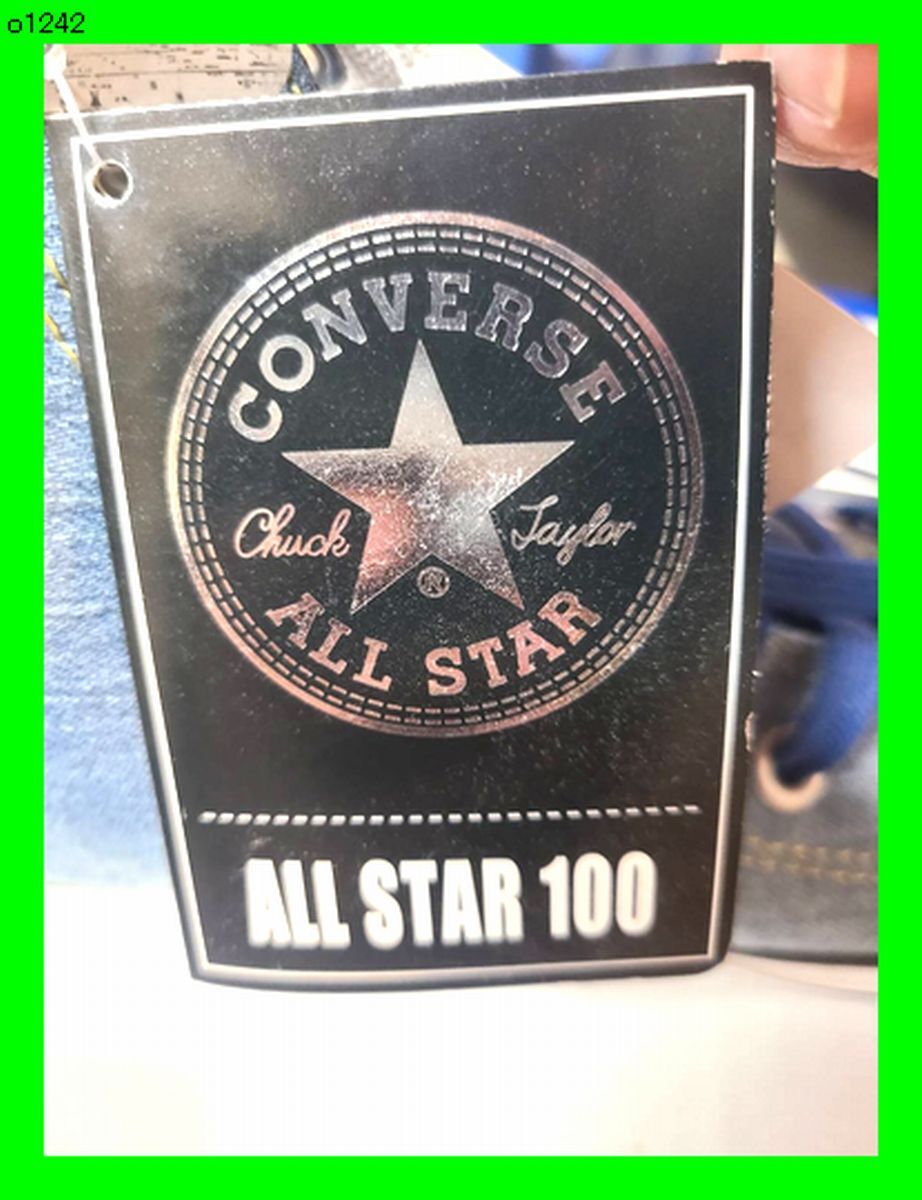 o1242
CONVERSE
Chuck Taylor
®
ALL STAR
ALL STAR 100